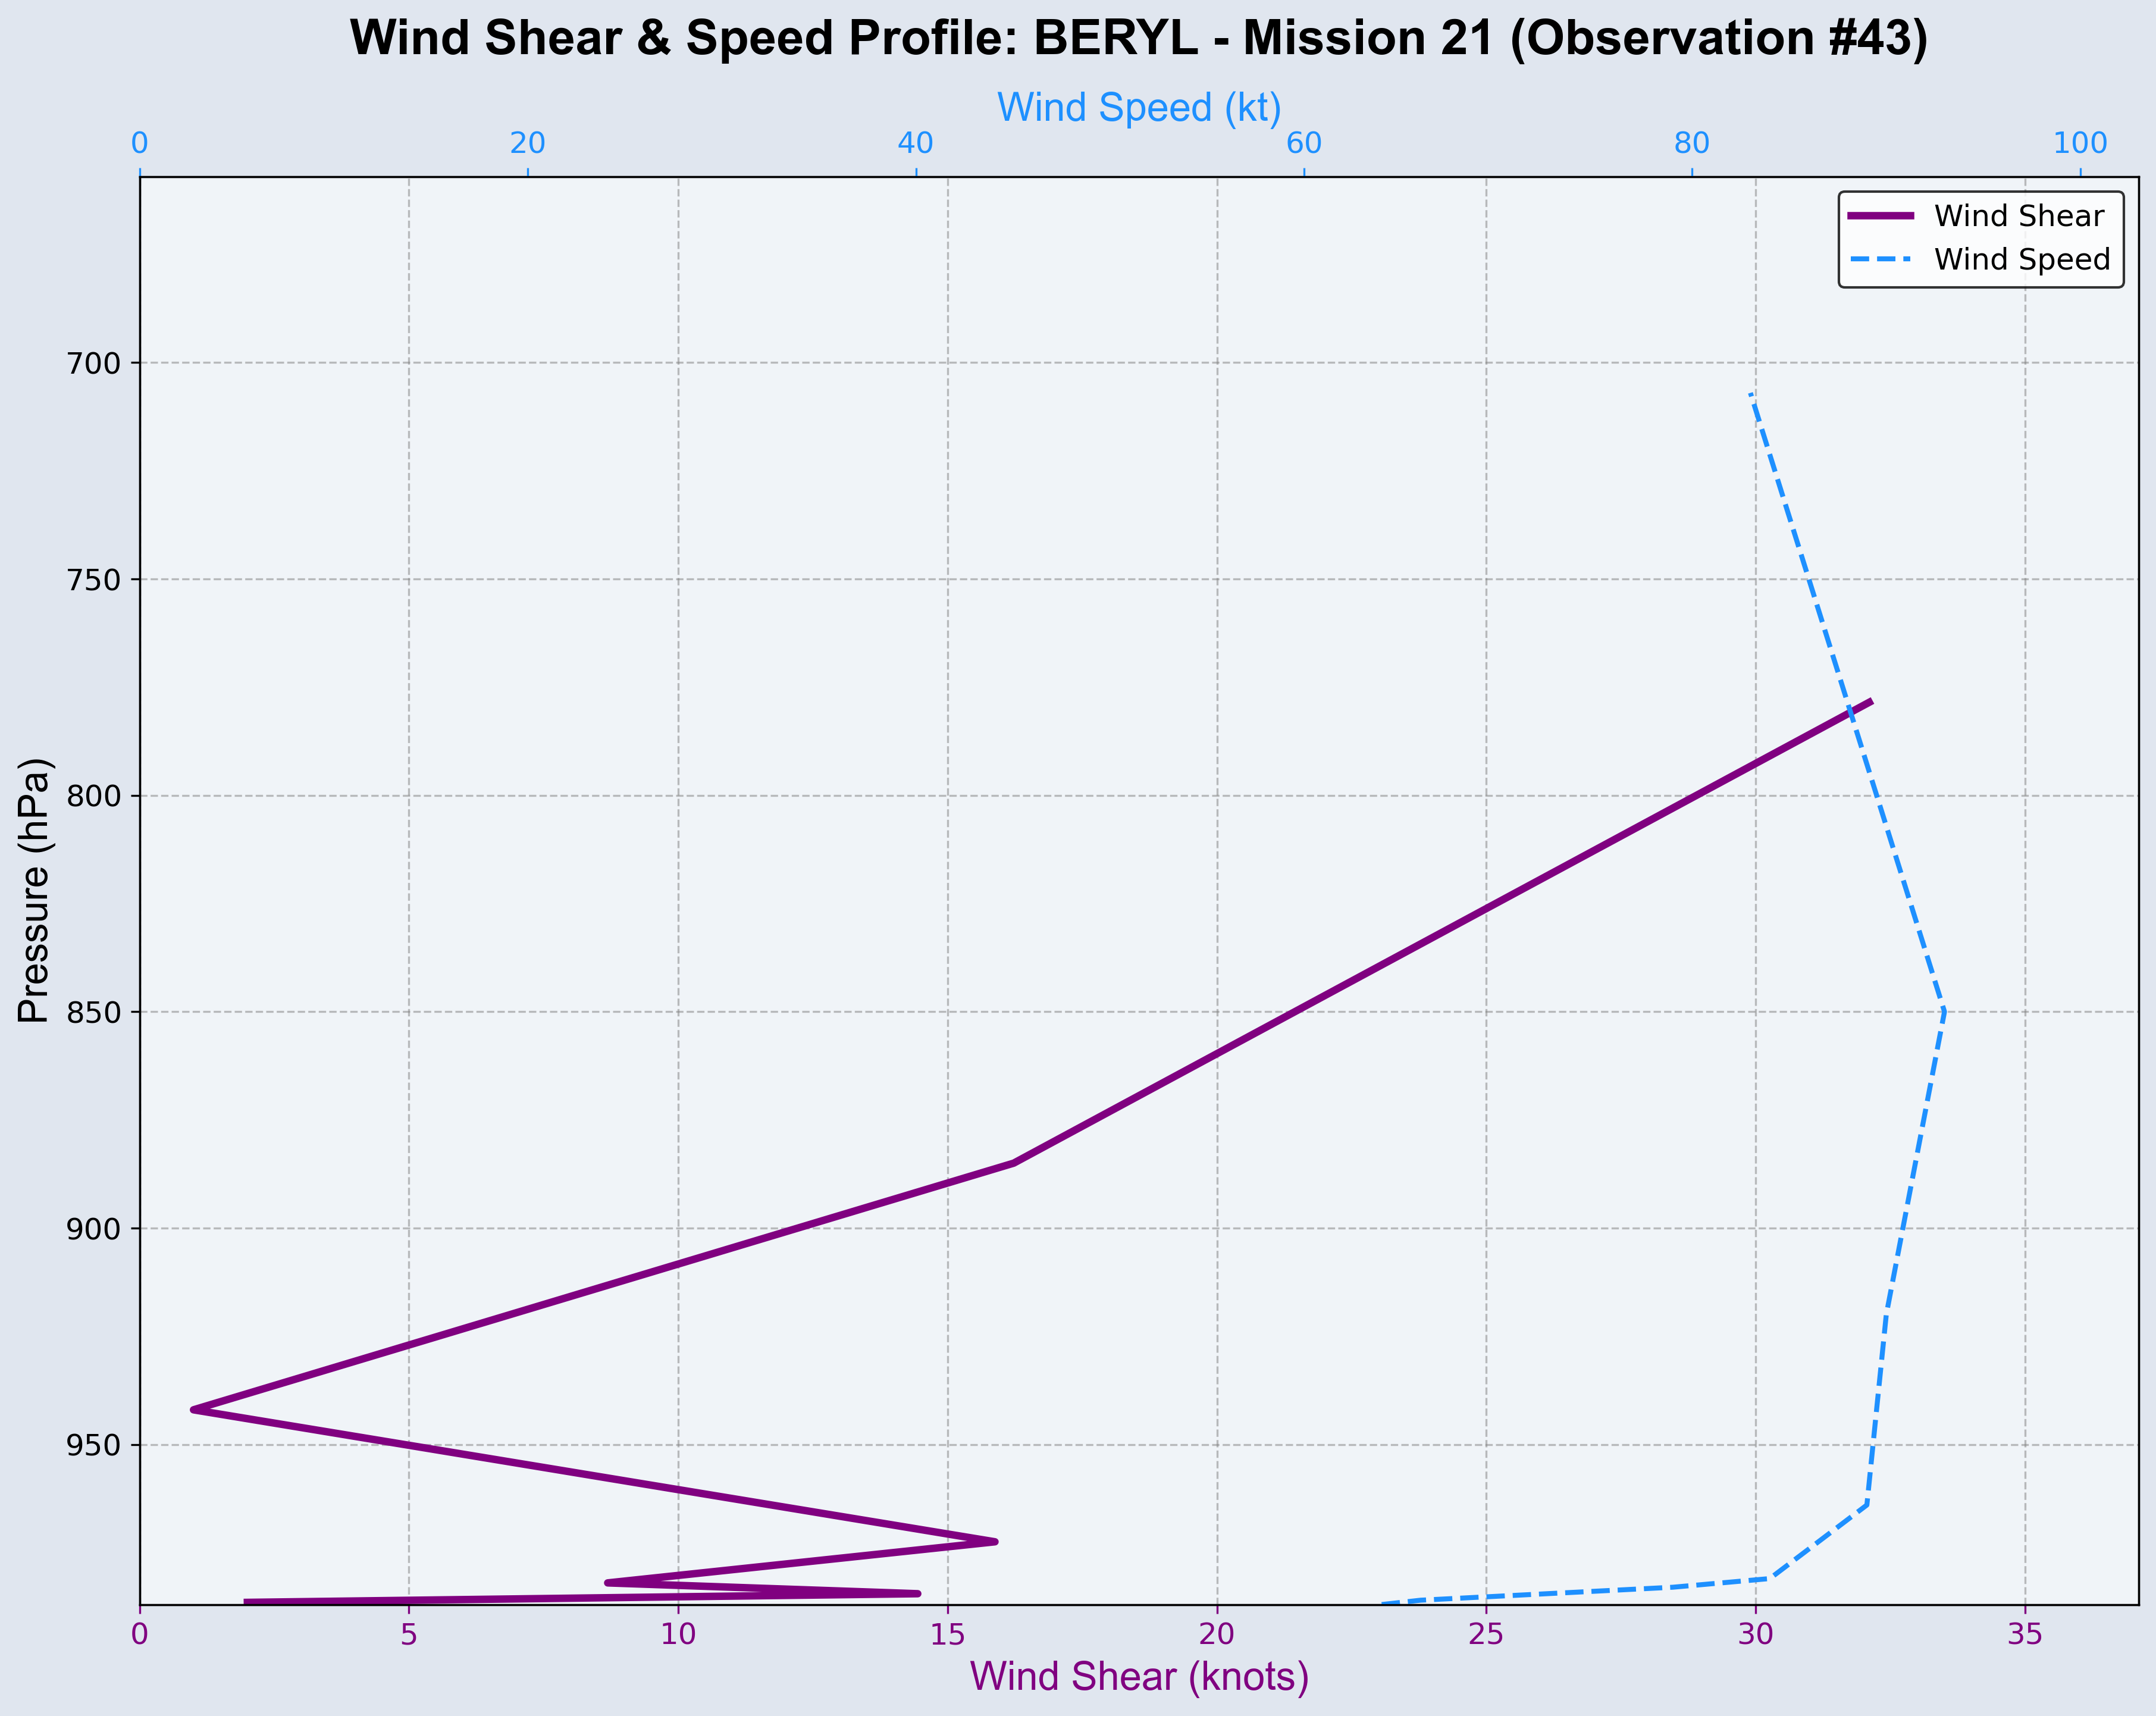 Wind Shear & Speed Profile: BERYL - Mission 21 (Observation #43)
Wind Speed (kt)
0 20 40 60 80 100
Wind Shear
Wind Speed
Pressure (hPa)
700
750
800
850
900
950
0 5 10 15 20 25 30 35
Wind Shear (knots)